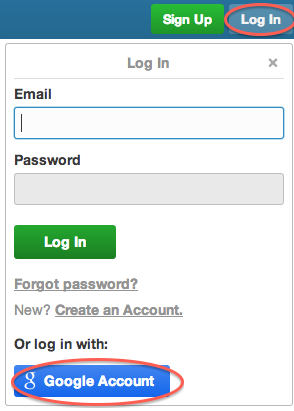 Sign Up Log In
Log In ×
Email
Password
Log In
Forgot password?
New? Create an Account.
Or log in with:
g Google Account